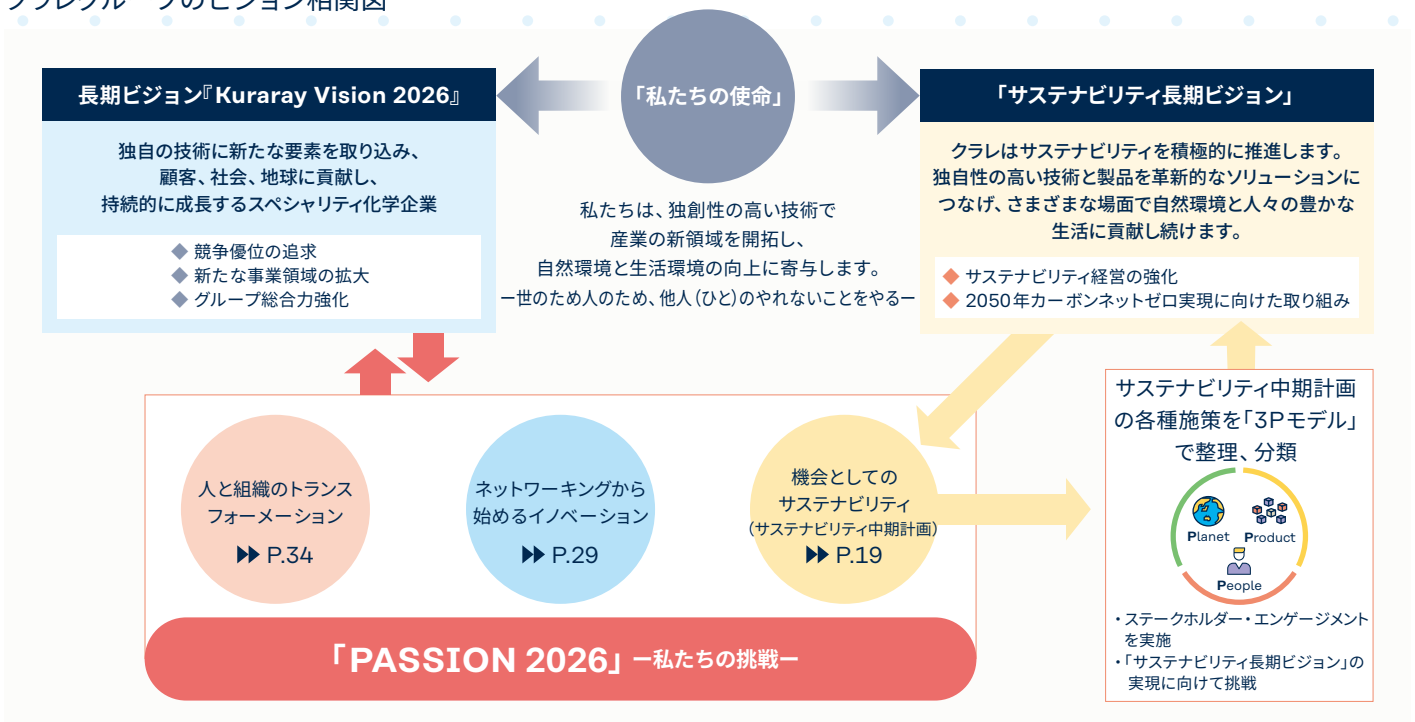 クラレグループのビジョン相関図
「私たちの使命」
私たちは、独創性の高い技術で
産業の新領域を開拓し、
自然環境と生活環境の向上に寄与します。
ー世のため人のため、他人(ひと)のやれないことをやるー
長期ビジョン『Kuraray Vision 2026』
独自の技術に新たな要素を取り込み、
顧客、社会、地球に貢献し、
持続的に成長するスペシャリティ化学企業
◆ 競争優位の追求
◆ 新たな事業領域の拡大
◆ グループ総合力強化
「サステナビリティ長期ビジョン」
クラレはサステナビリティを積極的に推進します。
独自性の高い技術と製品を革新的なソリューションに
つなげ、さまざまな場面で自然環境と人々の豊かな
生活に貢献し続けます。
◆ サステナビリティ経営の強化
◆ 2050年カーボンネットゼロ実現に向けた取り組み
人と組織のトランス
フォーメーション
P.34
ネットワーキングから
始めるイノベーション
P.29
機会としての
サステナビリティ
(サステナビリティ中期計画)
P.19
「PASSION 2026」ー私たちの挑戦ー
サステナビリティ中期計画
の各種施策を「3Pモデル」
で整理、分類
Planet
Product
People
・ステークホルダー・エンゲージメント
を実施
・「サステナビリティ長期ビジョン」の
実現に向けて挑戦